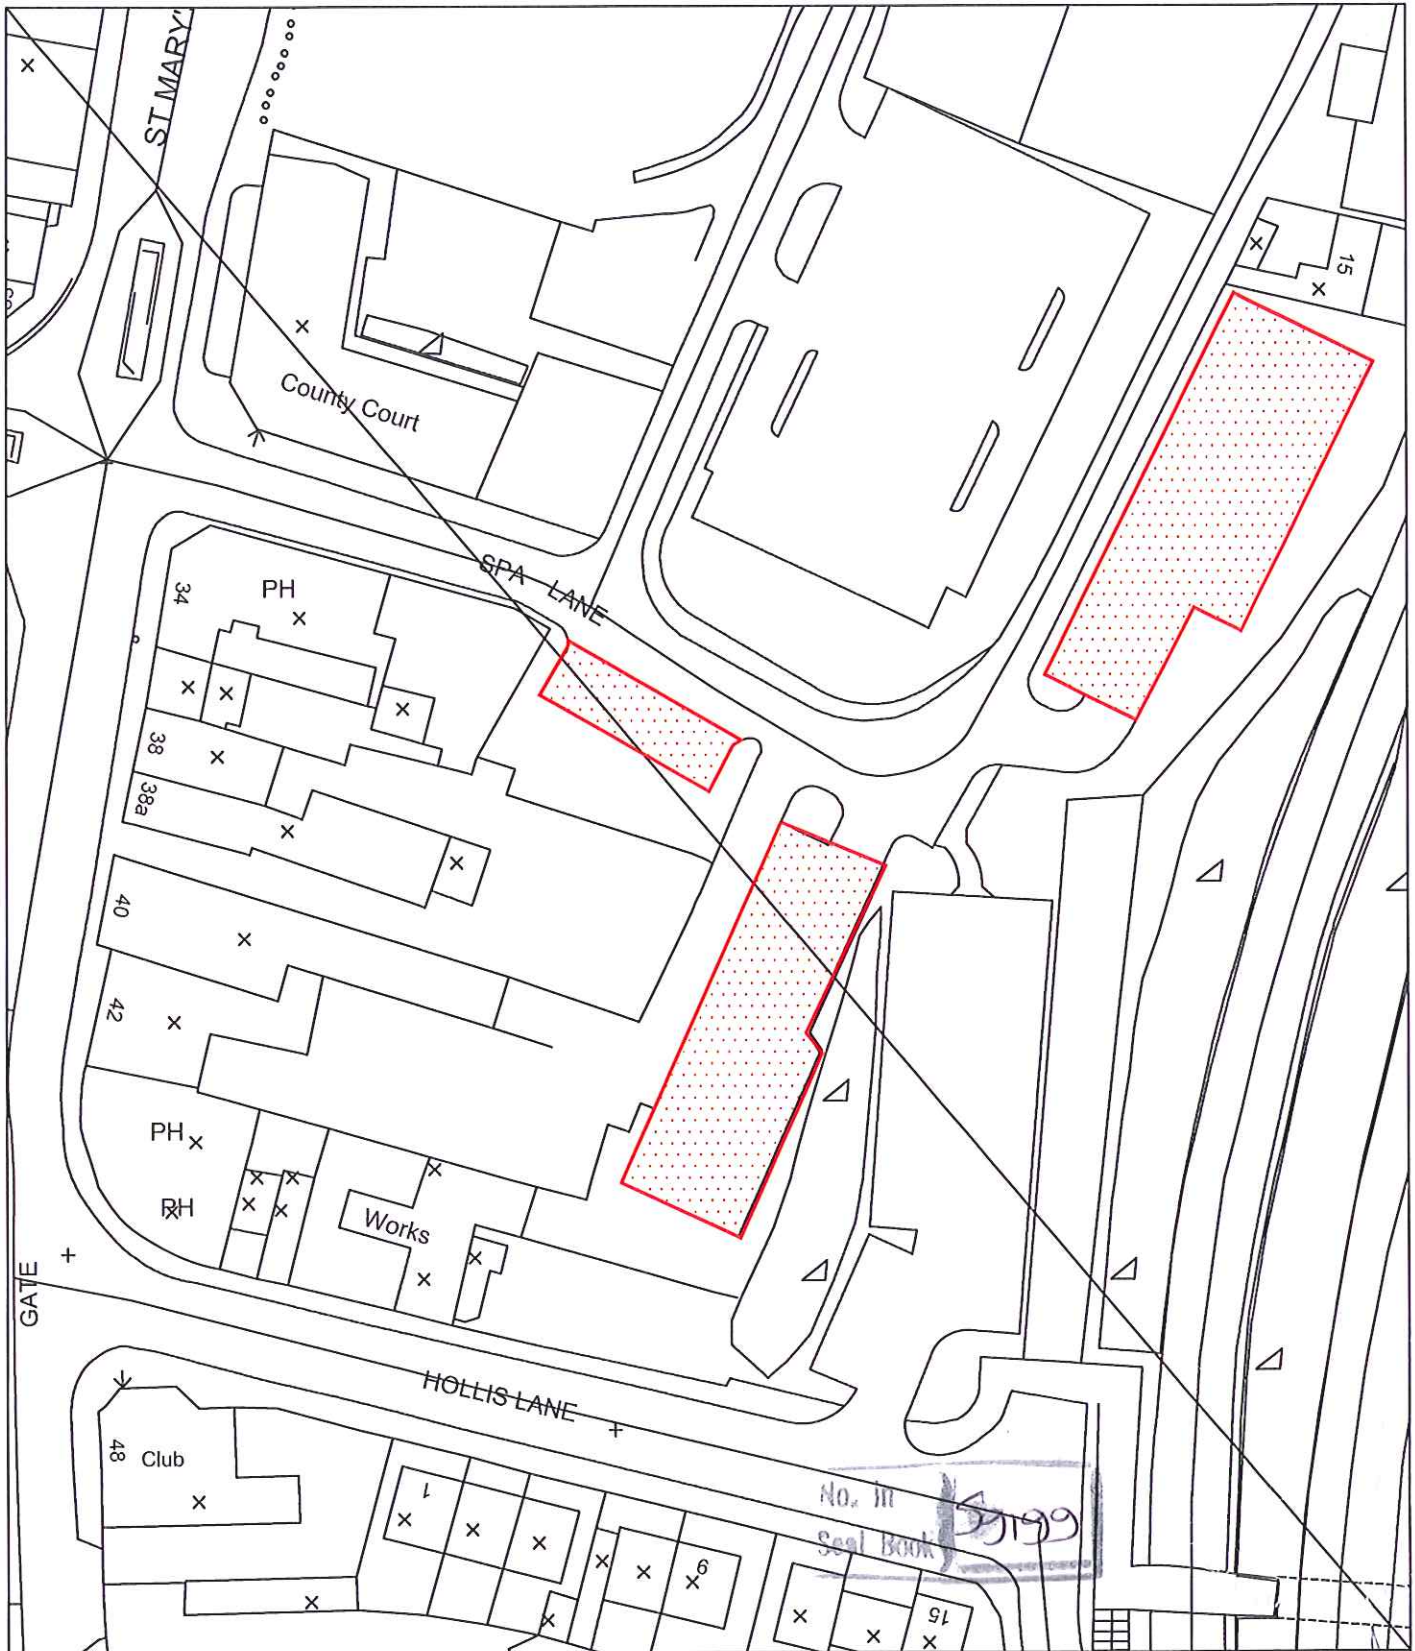 ST MARY'
15
County Court
SPA LANE
34
PH
38
38a
40
42
PH
PH
Works
GATE
HOLLIS LANE
48
Club
1
9
15
No. in
Seal Book